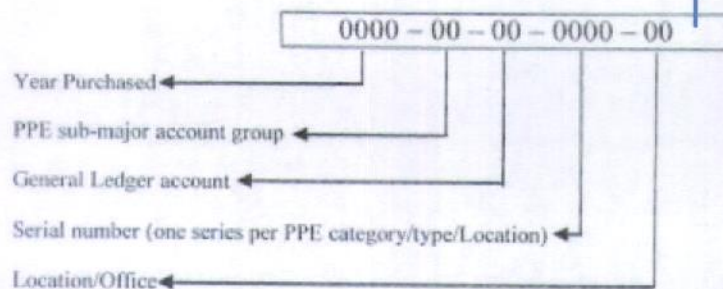 0000 – 00 – 00 – 0000 – 00
Year Purchased
PPE sub-major account group
General Ledger account
Serial number (one series per PPE category/type/Location)
Location/Office